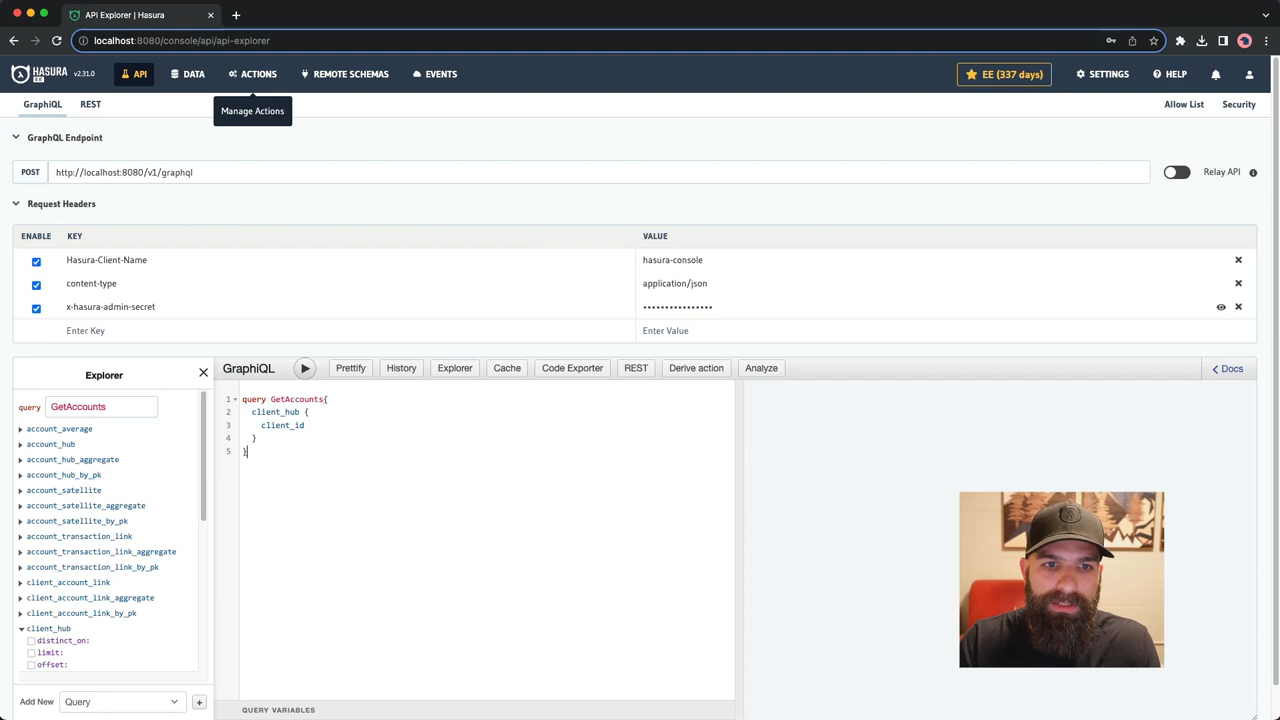 API Explorer | Hasura
localhost:8080/console/api/api-explorer
HASURA
v2.31.0
API
DATA
ACTIONS
REMOTE SCHEMAS
EVENTS
EE (337 days)
SETTINGS
HELP
GraphiQL
REST
Manage Actions
Allow List
Security
GraphQL Endpoint
POST
http://localhost:8080/v1/graphql
Relay API
Request Headers
ENABLE
KEY
VALUE
Hasura-Client-Name
hasura-console
content-type
application/json
x-hasura-admin-secret
••••••••••••••••
Enter Key
Enter Value
Explorer
GraphiQL
Prettify
History
Explorer
Cache
Code Exporter
REST
Derive action
Analyze
Docs
query GetAccounts
account_average
account_hub
account_hub_aggregate
account_hub_by_pk
account_satellite
account_satellite_aggregate
account_satellite_by_pk
account_transaction_link
account_transaction_link_aggregate
account_transaction_link_by_pk
client_account_link
client_account_link_aggregate
client_account_link_by_pk
client_hub
distinct_on:
limit:
offset:
Add New
Query
+
1 query GetAccounts{
2 client_hub {
3 client_id
4 }
5 }
QUERY VARIABLES